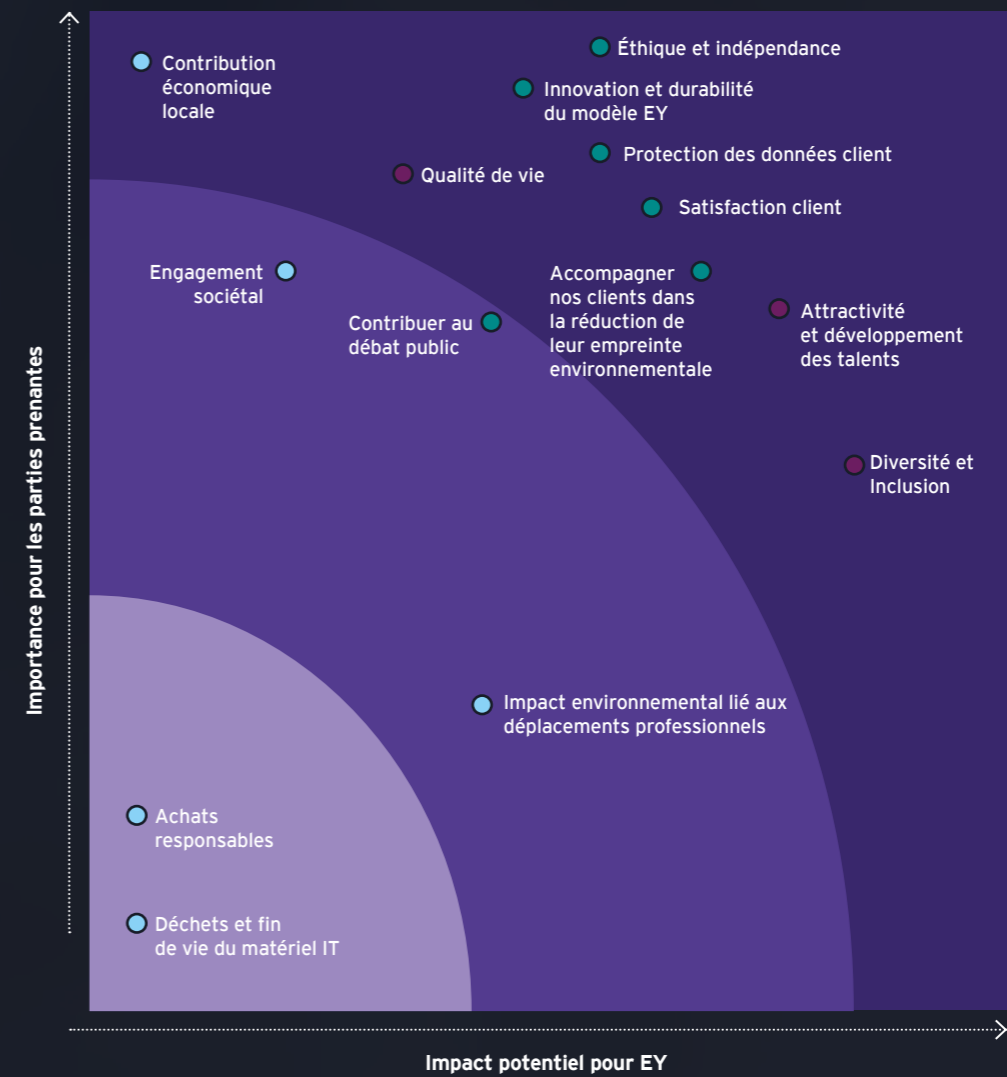 Contribution
économique
locale
Éthique et indépendance
Innovation et durabilité
du modèle EY
Protection des données client
Qualité de vie
Satisfaction client
Engagement
sociétal
Accompagner
nos clients dans
la réduction de
leur empreinte
environnementale
Contribuer au
débat public
Attractivité
et développement
des talents
Diversité et
Inclusion
Importance pour les parties prenantes
Impact environnemental lié aux
déplacements professionnels
Achats
responsables
Déchets et fin
de vie du matériel IT
Impact potentiel pour EY